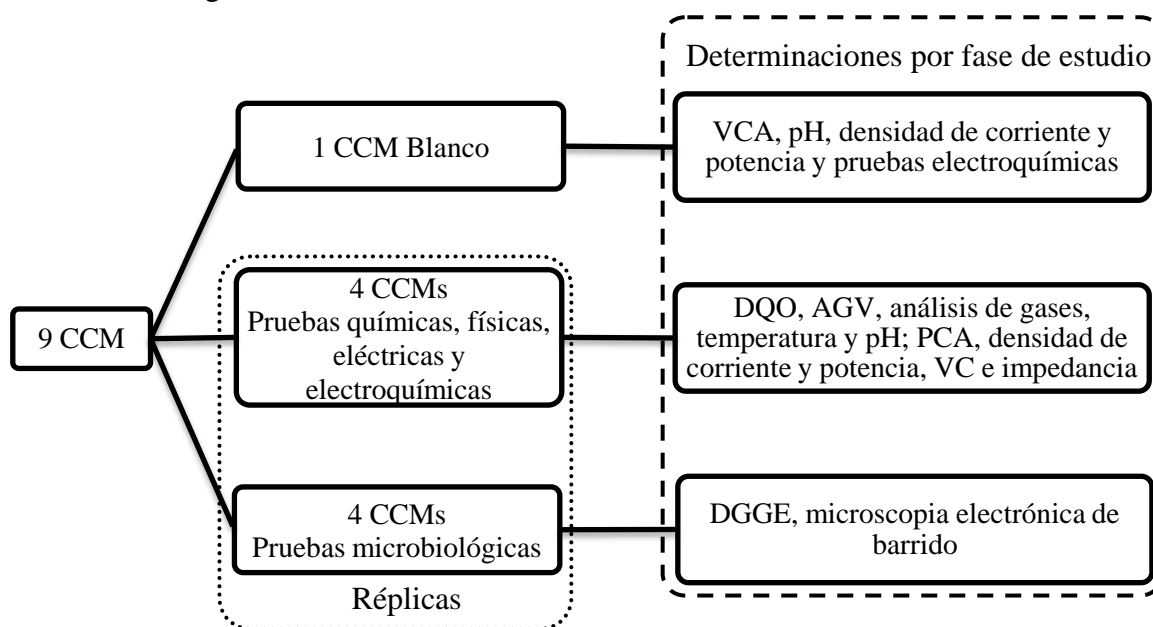 Determinaciones por fase de estudio
1 CCM Blanco
VCA, pH, densidad de corriente y
potencia y pruebas electroquímicas
9 CCM
4 CCMs
Pruebas químicas, físicas,
eléctricas y
electroquímicas
DQO, AGV, análisis de gases,
temperatura y pH; PCA, densidad de
corriente y potencia, VC e impedancia
4 CCMs
Pruebas microbiológicas
DGGE, microscopia electrónica de
barrido
Réplicas